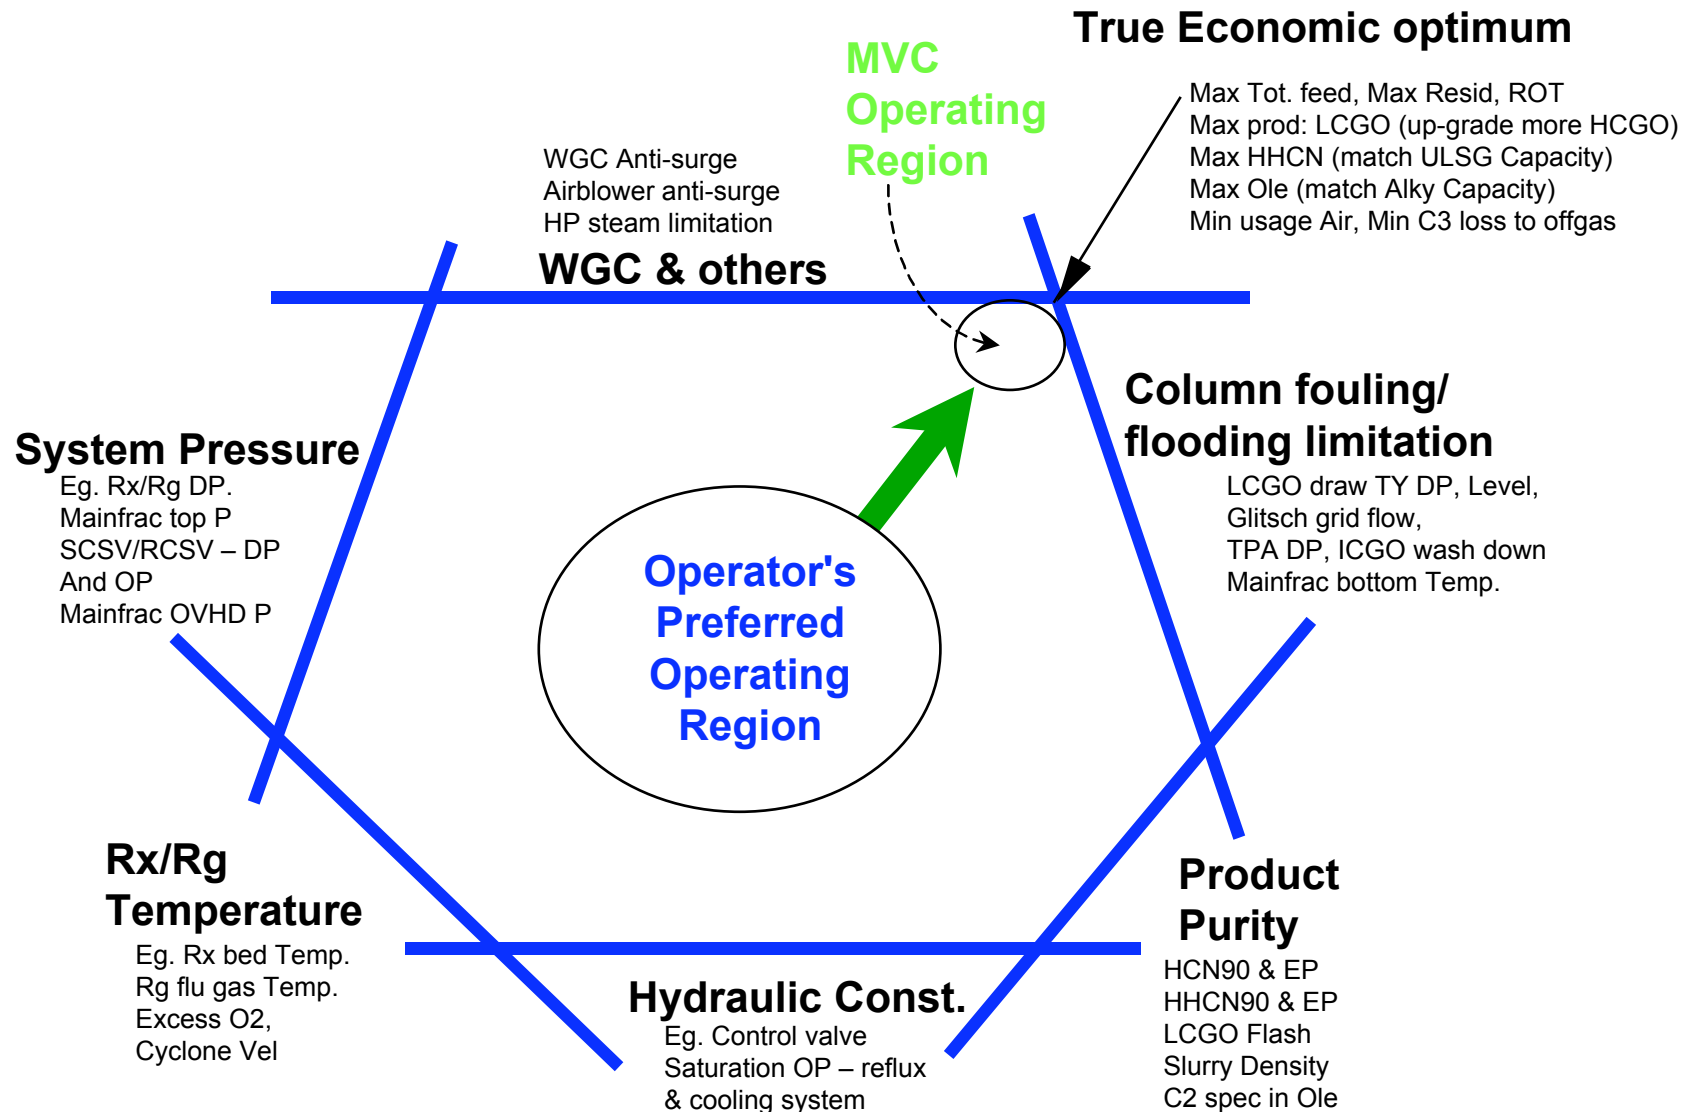 True Economic optimum
Max Tot. feed, Max Resid, ROT
Max prod: LCGO (up-grade more HCGO)
Max HHCN (match ULSG Capacity)
Max Ole (match Alky Capacity)
Min usage Air, Min C3 loss to offgas
MVC
Operating
Region
WGC Anti-surge
Airblower anti-surge
HP steam limitation
WGC & others
Column fouling/
flooding limitation
LCGO draw TY DP, Level,
Glitsch grid flow,
TPA DP, ICGO wash down
Mainfrac bottom Temp.
System Pressure
Eg. Rx/Rg DP.
Mainfrac top P
SCSV/RCSV – DP
And OP
Mainfrac OVHD P
Operator's
Preferred
Operating
Region
Rx/Rg
Temperature
Eg. Rx bed Temp.
Rg flu gas Temp.
Excess O2,
Cyclone Vel
Hydraulic Const.
Eg. Control valve
Saturation OP – reflux
& cooling system
Product
Purity
HCN90 & EP
HHCN90 & EP
LCGO Flash
Slurry Density
C2 spec in Ole